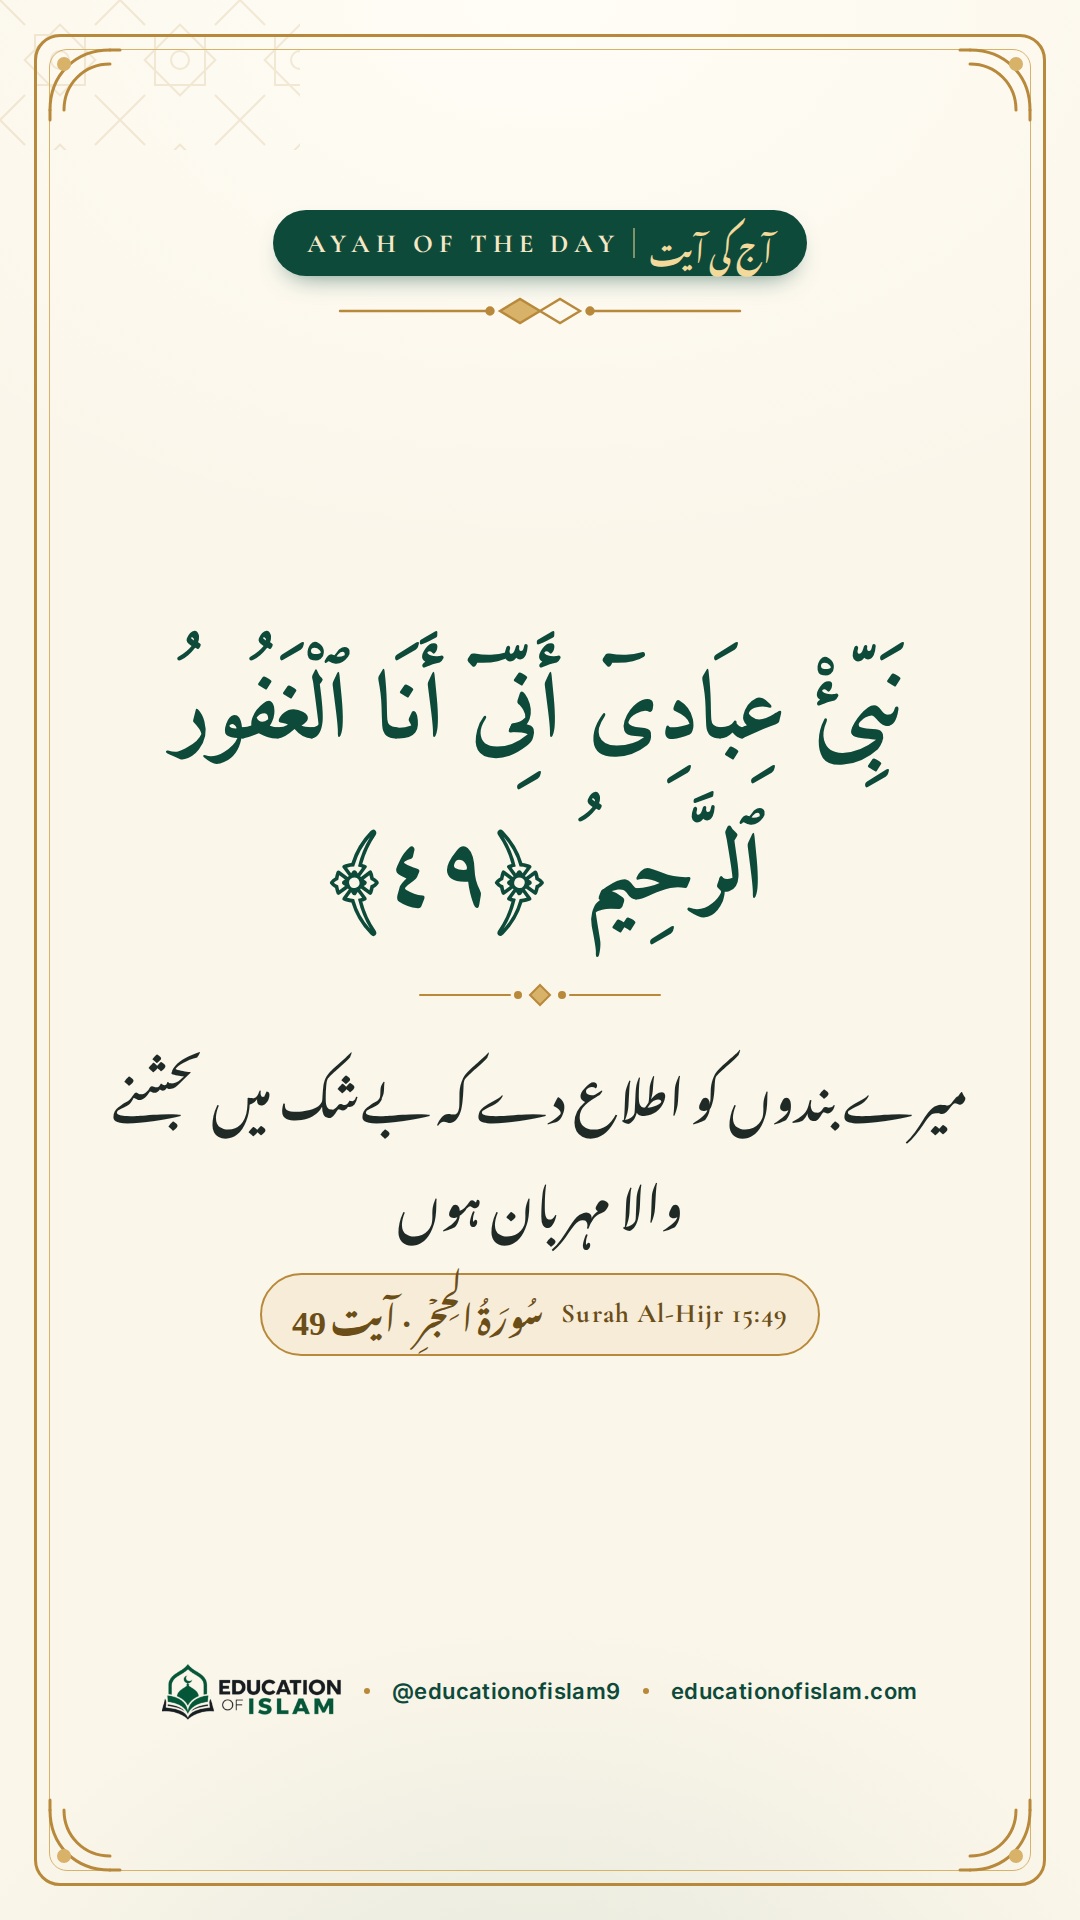 AYAH OF THE DAY | آج کی آیت
نَبِّئْ عِبَادِىٓ أَنِّىٓ أَنَا ٱلْغَفُورُ
ٱلرَّحِيمُ ﴿٤٩﴾
میرے بندوں کو اطلاع دے کہ بے شک میں بخشنے
والا مہربان ہوں
سُورَةُ الحِجۡرِ · آیت 49 Surah Al-Hijr 15:49
EDUCATION OF ISLAM • @educationofislam9 • educationofislam.com